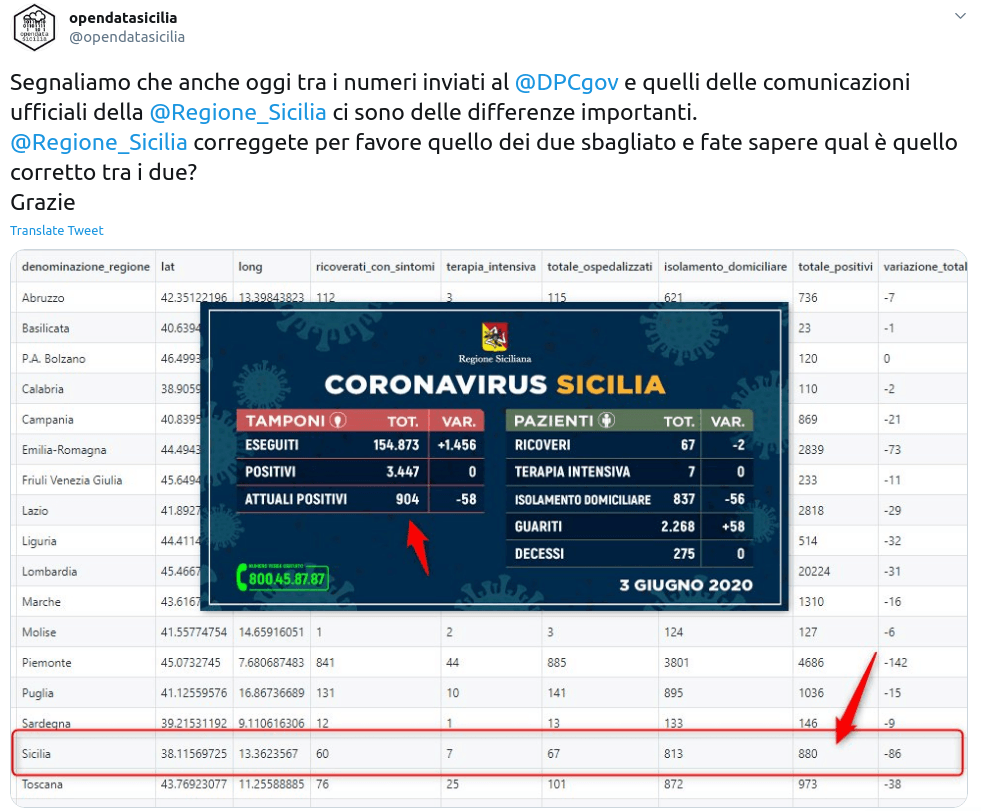 opendatasicilia
@opendatasicilia
Segnaliamo che anche oggi tra i numeri inviati al @DPCgov e quelli delle comunicazioni
ufficiali della @Regione_Sicilia ci sono delle differenze importanti.
@Regione_Sicilia correggete per favore quello dei due sbagliato e fate sapere qual è quello
corretto tra i due?
Grazie
Translate Tweet
denominazione_regione lat long ricoverati_con_sintomi terapia_intensiva totale_ospedalizzati isolamento_domiciliare totale_positivi variazione_total
Abruzzo 42.35122196 13.39843823 112 3 115 621 736 -7
Basilicata 40.6394 23 -1
P.A. Bolzano 46.4993 120 0
Calabria 38.9059 110 -2
Campania 40.8395 869 -21
Emilia-Romagna 44.4943 2839 -73
Friuli Venezia Giulia 45.6494 233 -11
Lazio 41.8927 2818 -29
Liguria 44.4114 514 -32
Lombardia 45.4667 20224 -31
Marche 43.6167 1310 -16
Molise 41.55774754 14.65916051 1 2 3 124 127 -6
Piemonte 45.0732745 7.680687483 841 44 885 3801 4686 -142
Puglia 41.12559576 16.86736689 131 10 141 895 1036 -15
Sardegna 39.21531192 9.110616306 12 1 13 133 146 -9
Sicilia 38.11569725 13.3623567 60 7 67 813 880 -86
Toscana 43.76923077 11.25588885 76 25 101 872 973 -38
Regione Siciliana
CORONAVIRUS SICILIA
TAMPONI TOT. VAR.
ESEGUITI 154.873 +1.456
POSITIVI 3.447 0
ATTUALI POSITIVI 904 -58
PAZIENTI TOT. VAR.
RICOVERI 67 -2
TERAPIA INTENSIVA 7 0
ISOLAMENTO DOMICILIARE 837 -56
GUARITI 2.268 +58
DECESSI 275 0
NUMERO VERDE GRATUITO
800.45.87.87
3 GIUGNO 2020